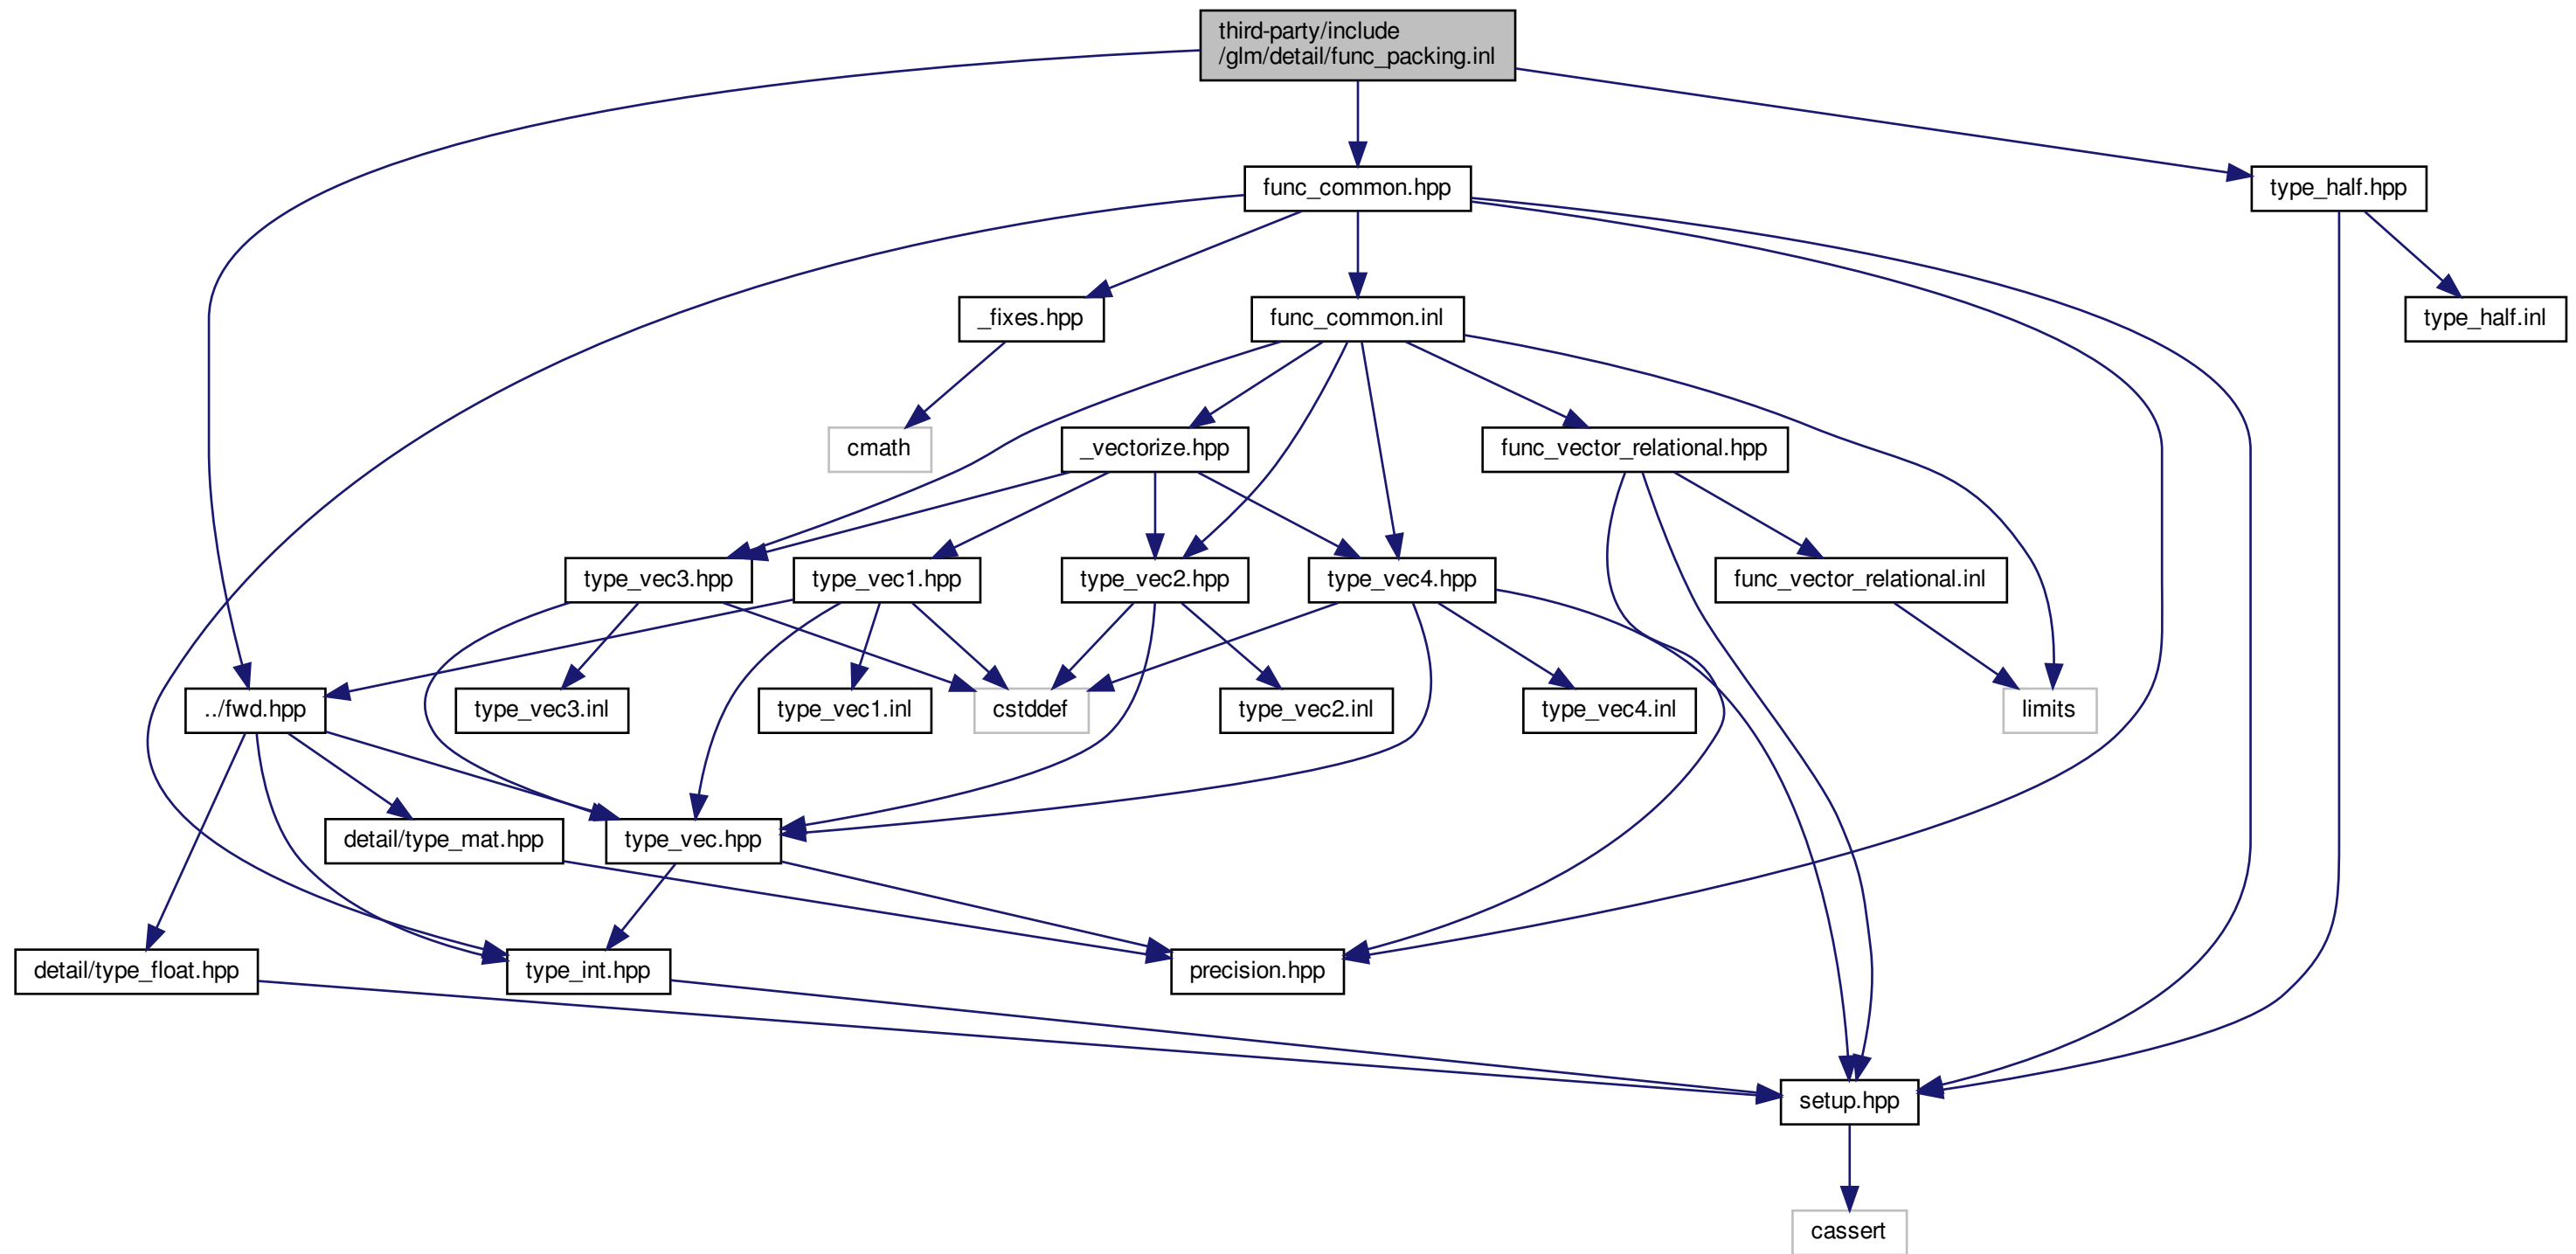 third-party/include
/glm/detail/func_packing.inl
func_common.hpp
type_half.hpp
_fixes.hpp
func_common.inl
type_half.inl
cmath
_vectorize.hpp
func_vector_relational.hpp
type_vec3.hpp
type_vec1.hpp
type_vec2.hpp
type_vec4.hpp
func_vector_relational.inl
../fwd.hpp
type_vec3.inl
type_vec1.inl
cstddef
type_vec2.inl
type_vec4.inl
limits
detail/type_mat.hpp
type_vec.hpp
detail/type_float.hpp
type_int.hpp
precision.hpp
setup.hpp
cassert